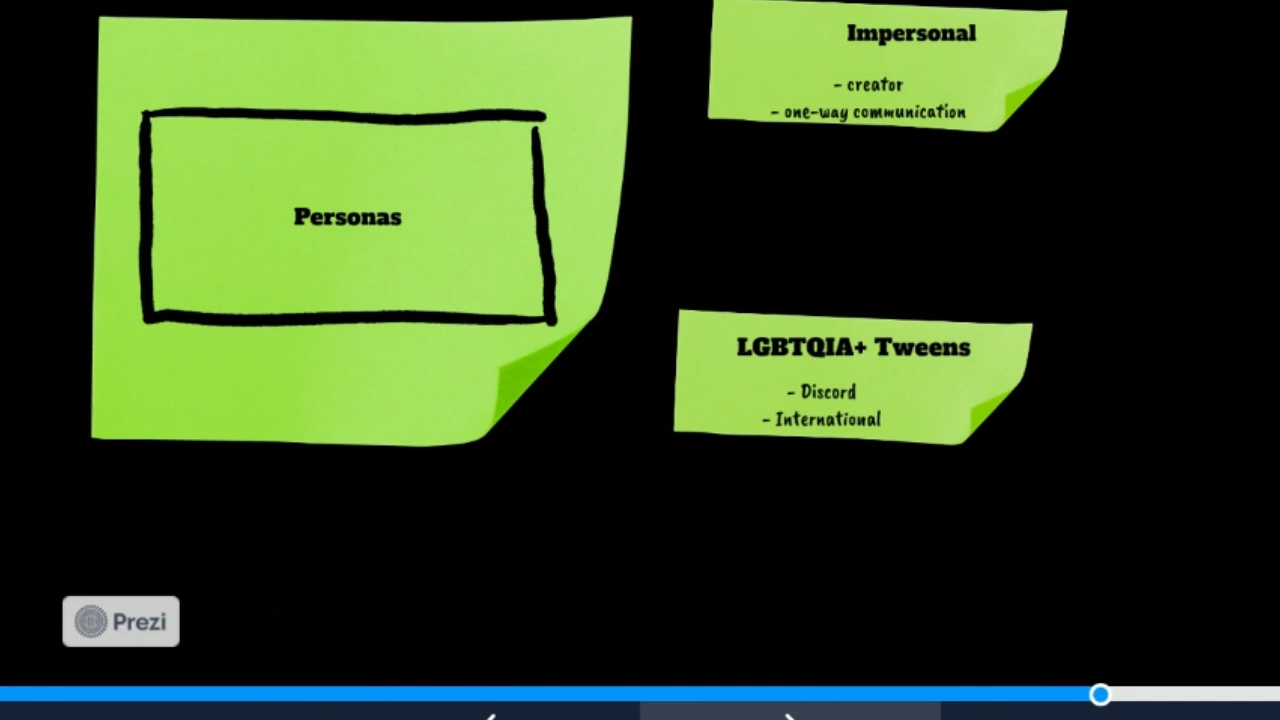 Personas
Impersonal
- creator
- one-way communication
LGBTQIA+ Tweens
- Discord
- International
Prezi